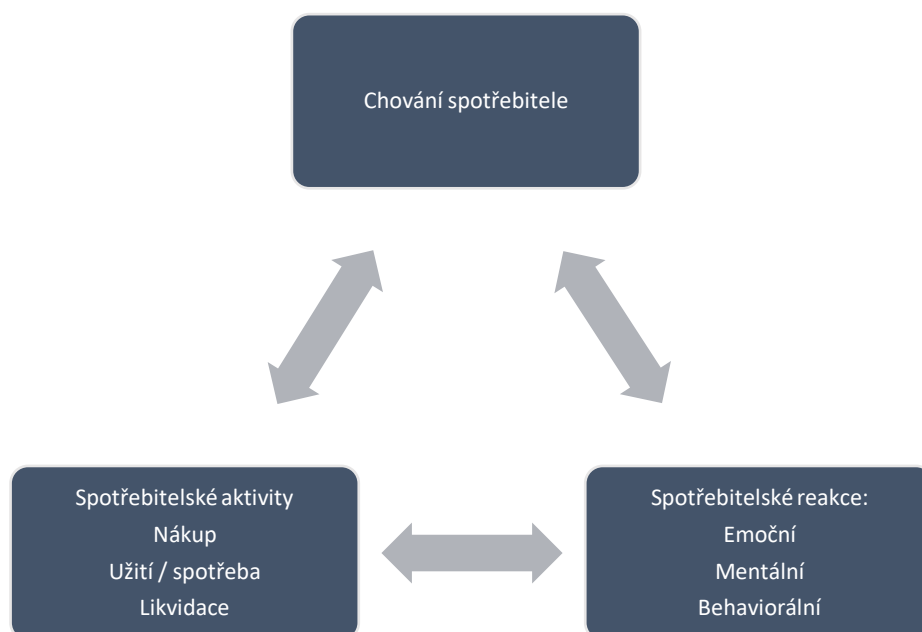 Chování spotřebitele
Spotřebitelské aktivity
Nákup
Užití / spotřeba
Likvidace
Spotřebitelské reakce:
Emoční
Mentální
Behaviorální